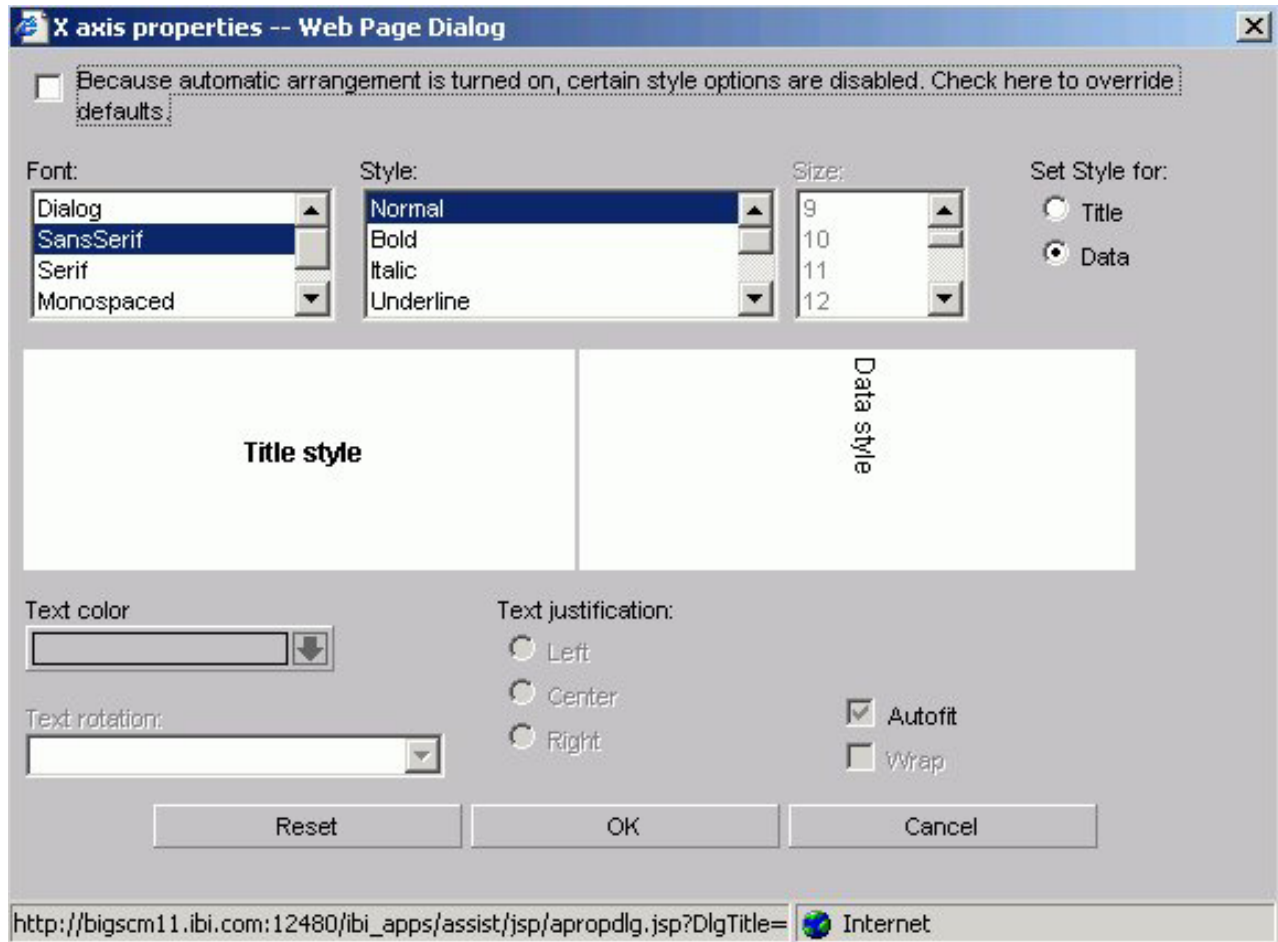 X axis properties -- Web Page Dialog
Because automatic arrangement is turned on, certain style options are disabled. Check here to override
defaults.
Font:
Style:
Size:
Set Style for:
Dialog
SansSerif
Serif
Monospaced
Normal
Bold
Italic
Underline
9
10
11
12
Title
Data
Title style
Data style
Text color
Text justification:
Left
Center
Right
Text rotation:
Autofit
Wrap
Reset
OK
Cancel
http://bigscm11.ibi.com:12480/ibi_apps/assist/jsp/apropdlg.jsp?DlgTitle=
Internet